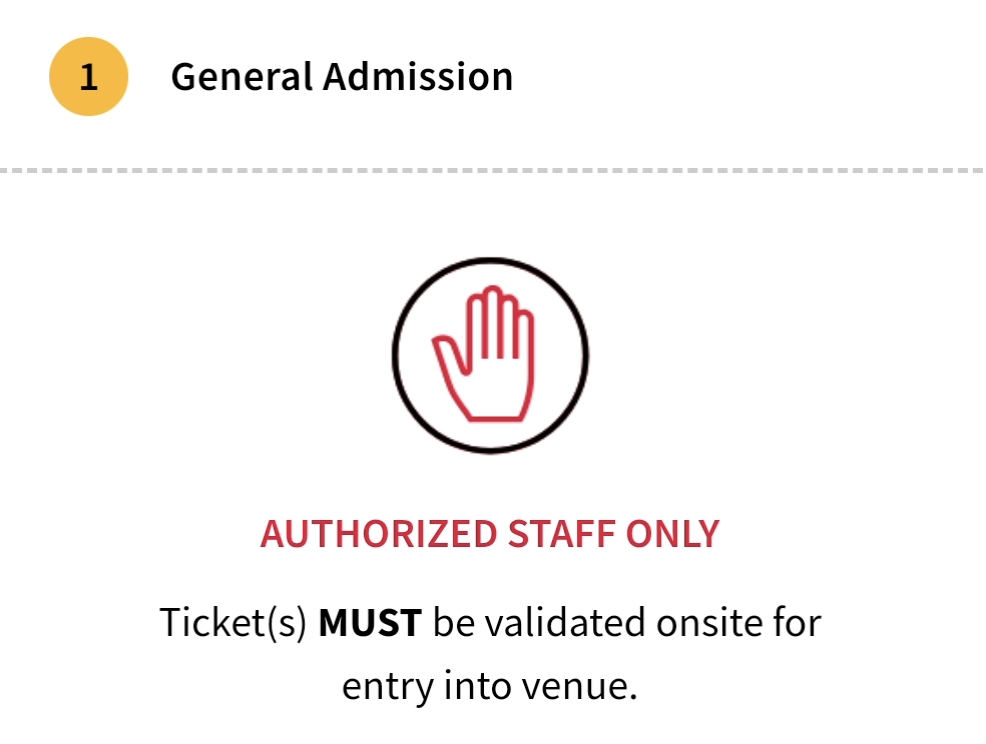 1 General Admission
AUTHORIZED STAFF ONLY
Ticket(s) MUST be validated onsite for
entry into venue.